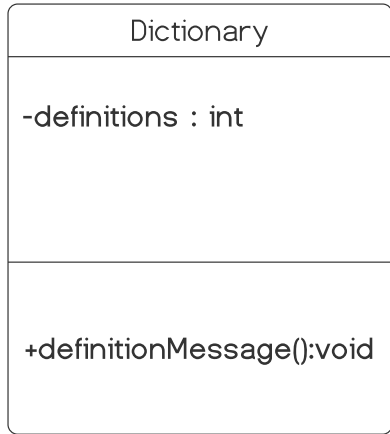 Dictionary
-definitions : int
+definitionMessage():void